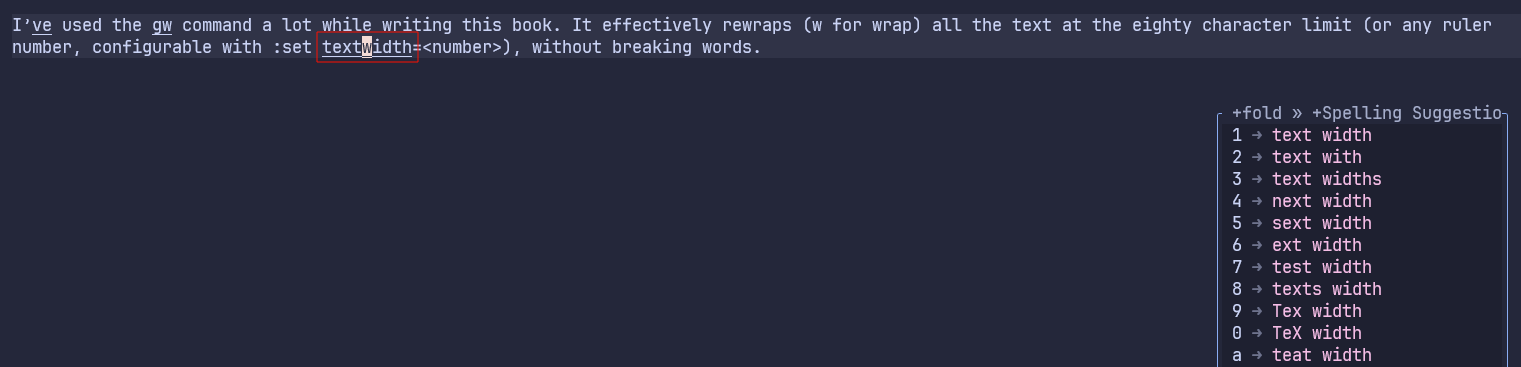 I’ve used the gw command a lot while writing this book. It effectively rewraps (w for wrap) all the text at the eighty character limit (or any ruler
number, configurable with :set textwidth=<number>), without breaking words.
+fold » +Spelling Suggestio
1 → text width
2 → text with
3 → text widths
4 → next width
5 → sext width
6 → ext width
7 → test width
8 → texts width
9 → Tex width
0 → TeX width
a → teat width